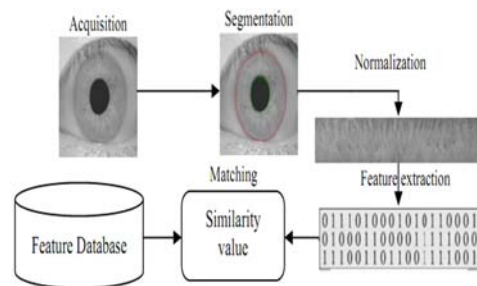 Acquisition
Segmentation
Normalization
Feature extraction
0111010001010110001
0100011000011111000
1110011011001111001
Matching
Similarity
value
Feature Database